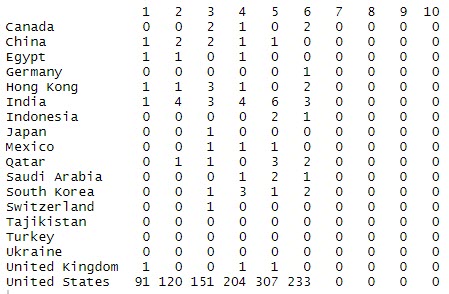 1 2 3 4 5 6 7 8 9 10
Canada 0 0 2 1 0 2 0 0 0 0
China 1 2 2 1 1 0 0 0 0 0
Egypt 1 1 0 1 0 0 0 0 0 0
Germany 0 0 0 0 0 1 0 0 0 0
Hong Kong 1 1 3 1 0 2 0 0 0 0
India 1 4 3 4 6 3 0 0 0 0
Indonesia 0 0 0 0 2 1 0 0 0 0
Japan 0 0 1 0 0 0 0 0 0 0
Mexico 0 0 1 1 1 0 0 0 0 0
Qatar 0 1 1 0 3 2 0 0 0 0
Saudi Arabia 0 0 0 1 2 1 0 0 0 0
South Korea 0 0 1 3 1 2 0 0 0 0
Switzerland 0 0 1 0 0 0 0 0 0 0
Tajikistan 0 0 0 0 0 0 0 0 0 0
Turkey 0 0 0 0 0 0 0 0 0 0
Ukraine 0 0 0 0 0 0 0 0 0 0
United Kingdom 1 0 0 1 1 0 0 0 0 0
United States 91 120 151 204 307 233 0 0 0 0